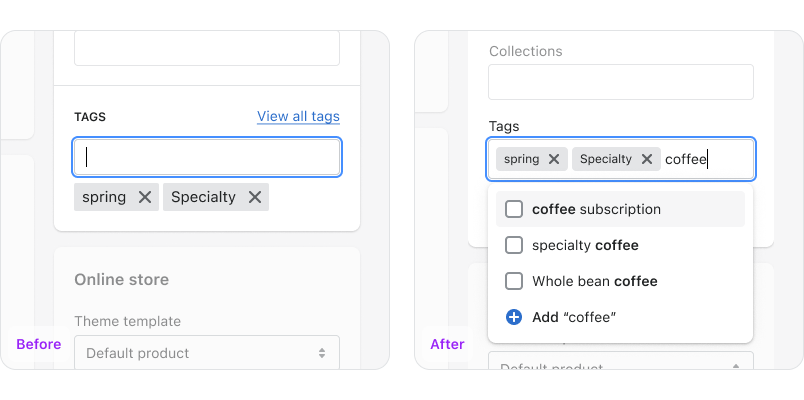 TAGS View all tags
spring Specialty
Online store
Theme template
Default product
Before
Collections
Tags
spring Specialty coffee
coffee subscription
specialty coffee
Whole bean coffee
Add “coffee”
Default product
After